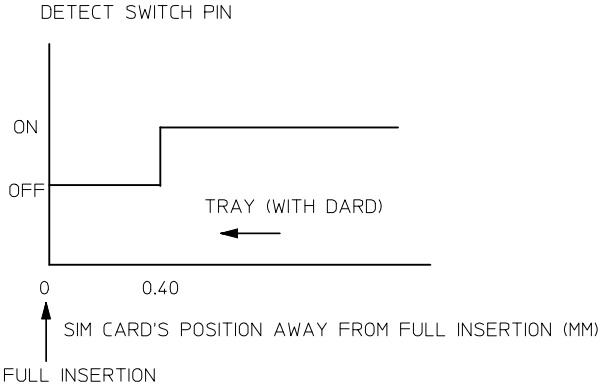 DETECT SWITCH PIN
ON
OFF
TRAY (WITH DARD)
0
0.40
SIM CARD'S POSITION AWAY FROM FULL INSERTION (MM)
FULL INSERTION